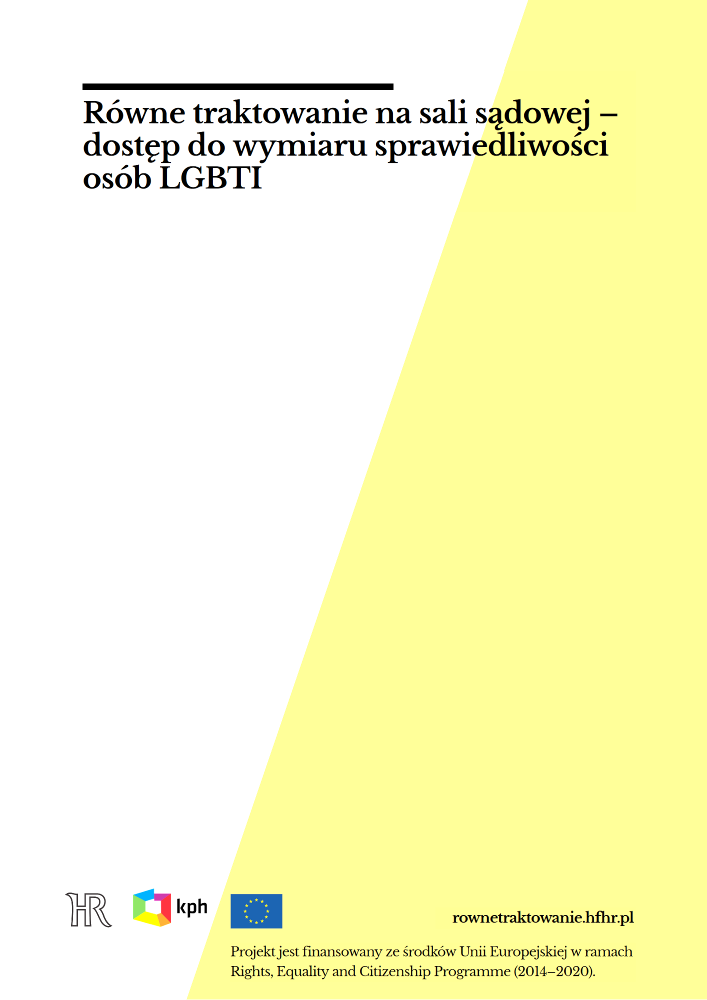 Równe traktowanie na sali sądowej –
dostęp do wymiaru sprawiedliwości
osób LGBTI
HR
kph
rownetraktowanie.hfhr.pl
Projekt jest finansowany ze środków Unii Europejskiej w ramach
Rights, Equality and Citizenship Programme (2014–2020).